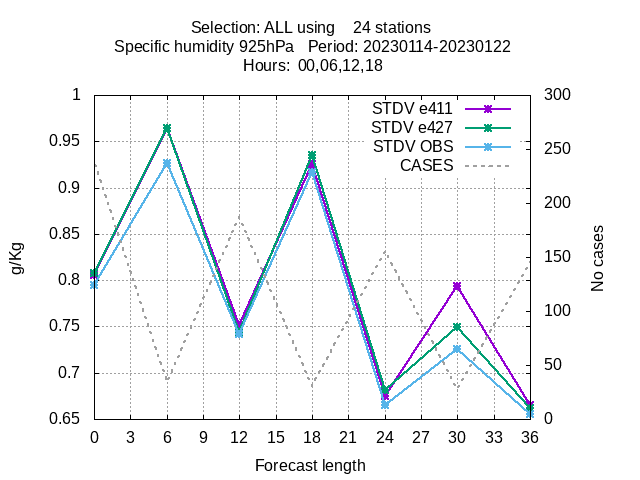 Selection: ALL using    24 stations
Specific humidity 925hPa   Period: 20230114-20230122
Hours:  00,06,12,18
1
0.95
0.9
0.85
0.8
0.75
0.7
0.65
g/Kg
STDV e411
STDV e427
STDV OBS
CASES
300
250
200
150
100
50
0
No cases
0 3 6 9 12 15 18 21 24 27 30 33 36
Forecast length